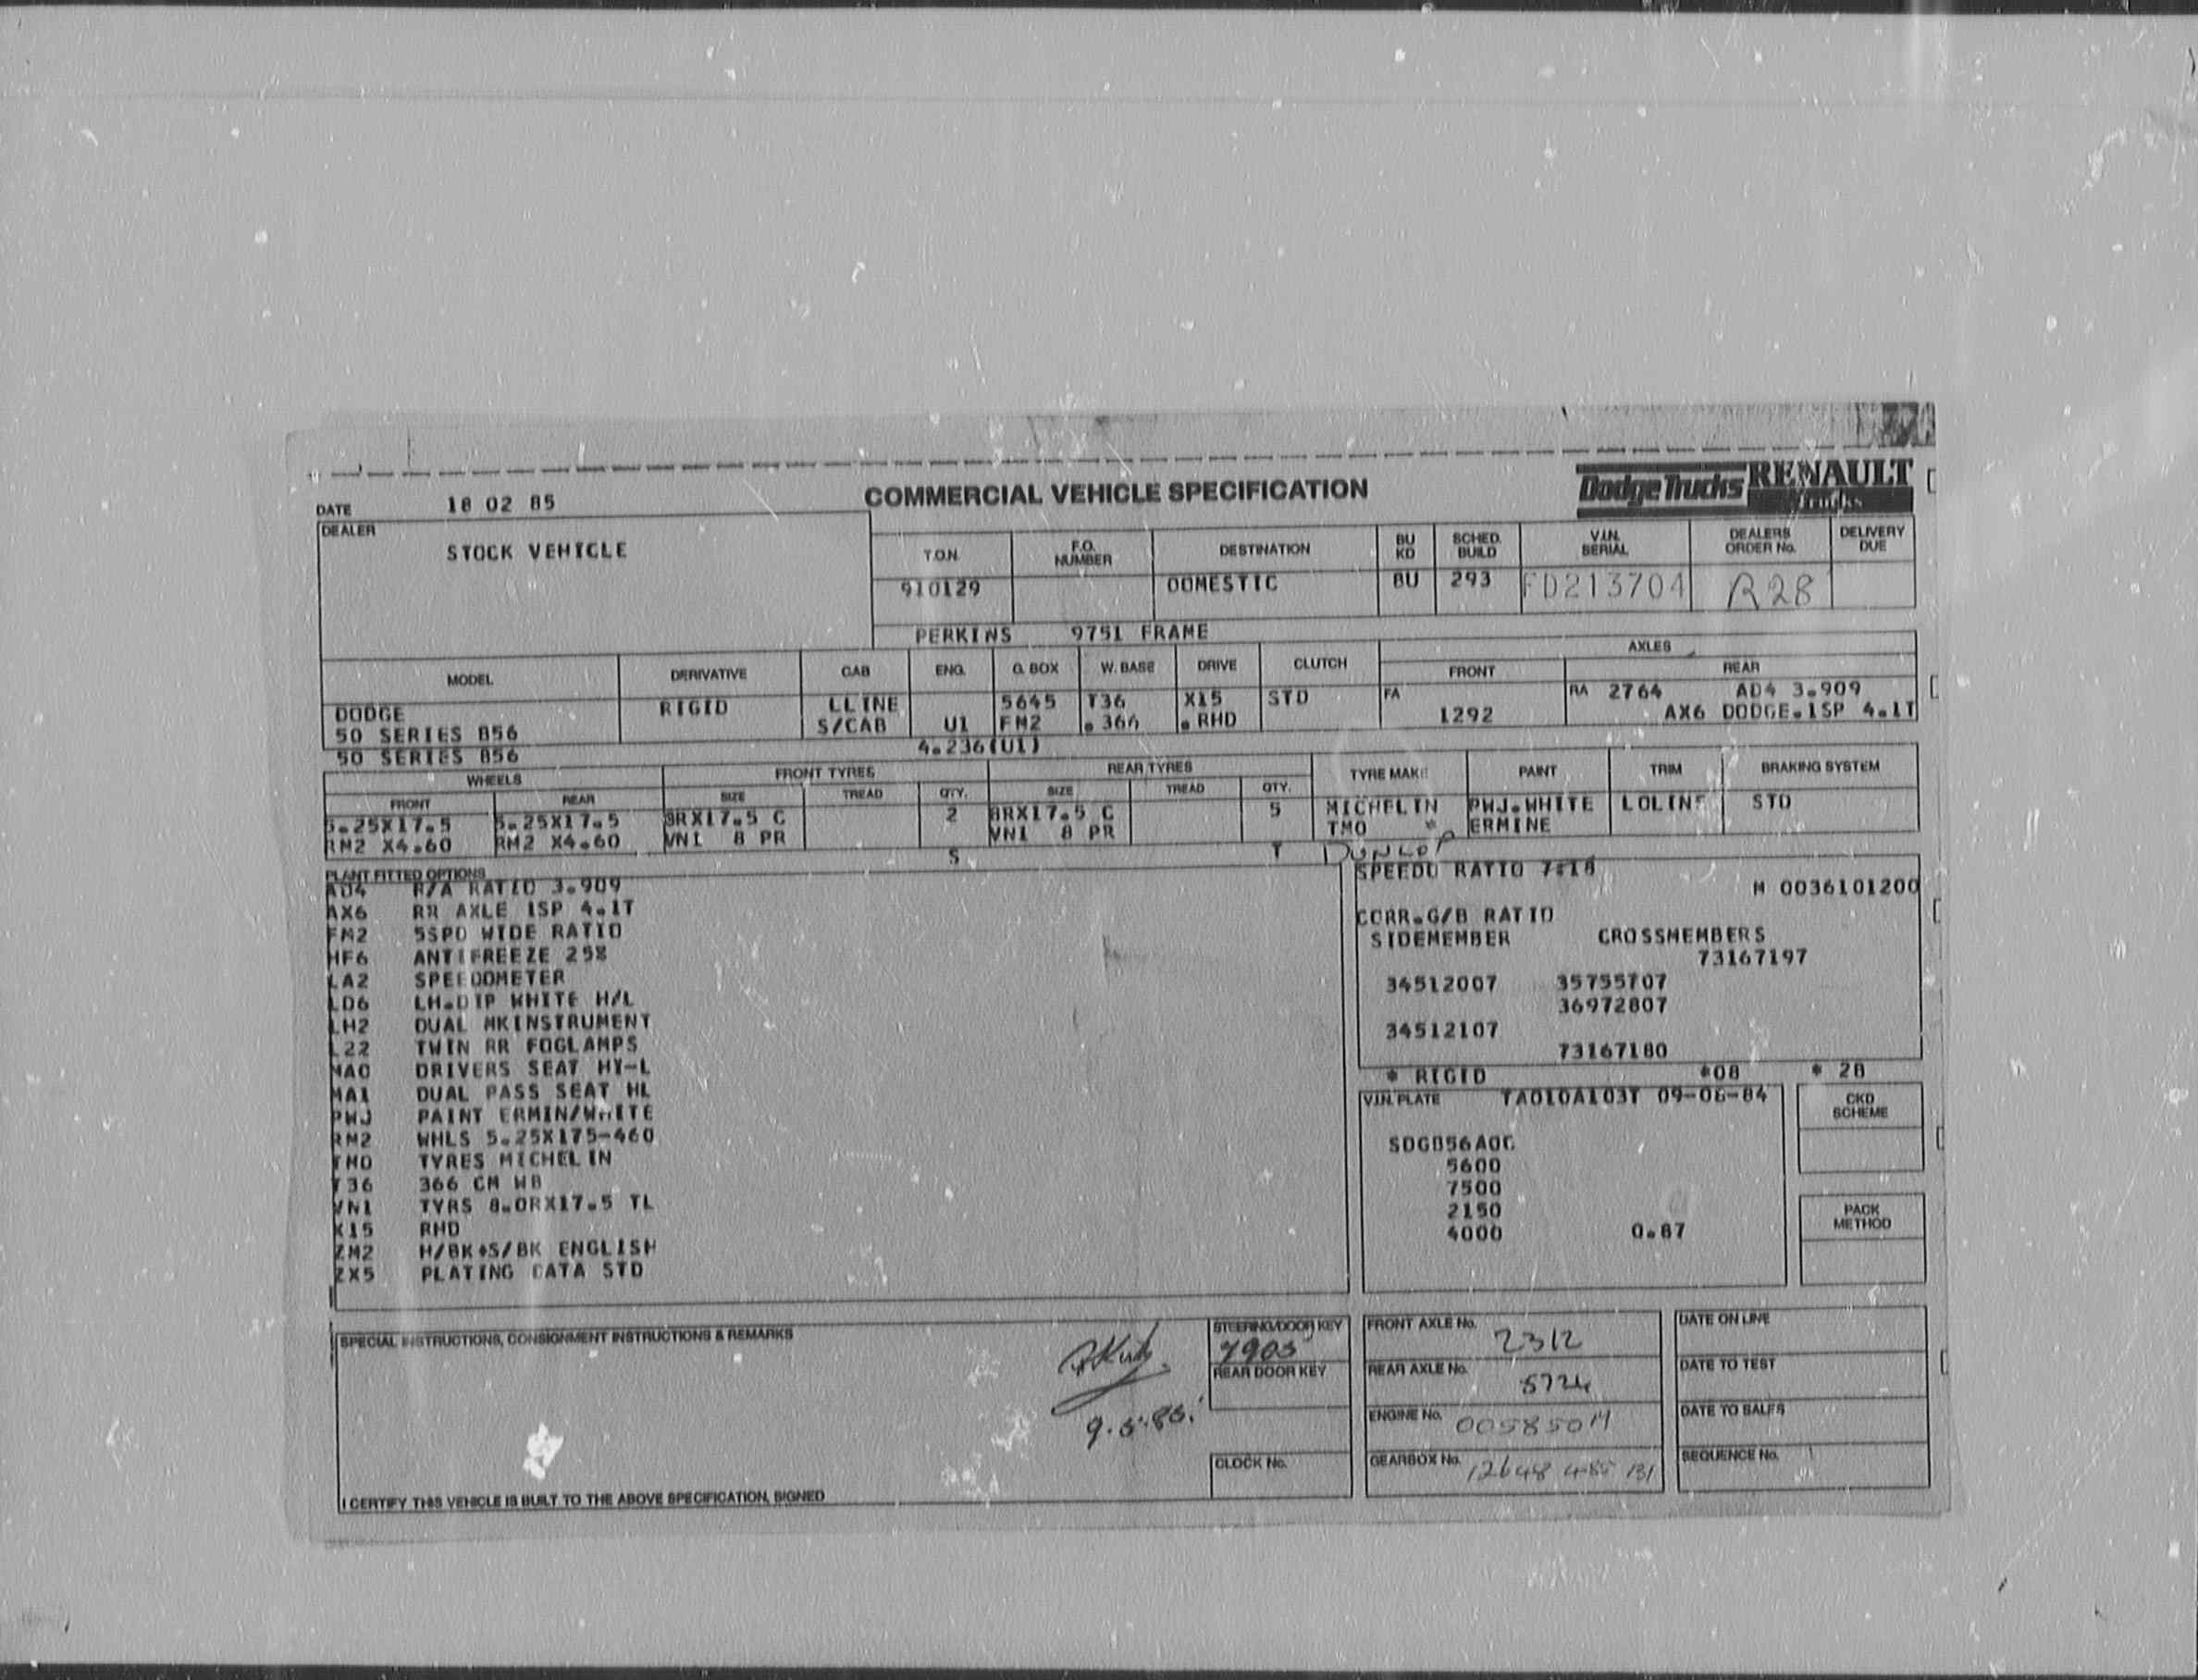 COMMERCIAL VEHICLE SPECIFICATION
Dodge Trucks RENAULT Trucks
DATE 18 02 85
DEALER
STOCK VEHICLE
T.O.N. F.O. NUMBER DESTINATION BU KD SCHED. BUILD V.I.N. SERIAL DEALERS ORDER No. DELIVERY DUE
910129 DOMESTIC BU 293 FD213704 R28
PERKINS 9751 FRAME
AXLES
MODEL DERIVATIVE CAB ENG. G. BOX W. BASE DRIVE CLUTCH FRONT REAR
DODGE RIGID LLINE 5645 T36 X15 STD FA RA 2764 AD4 3.909
50 SERIES B56 S/CAB U1 FM2 . 366 . RHD 1292 AX6 DODGE.1SP 4.1T
50 SERIES B56 4.236(U1)
WHEELS FRONT TYRES REAR TYRES TYRE MAKE PAINT TRIM BRAKING SYSTEM
FRONT REAR SIZE TREAD QTY. SIZE TREAD QTY.
5.25X17.5 5.25X17.5 8RX17.5 C 2 8RX17.5 C 5 MICHELIN PWJ.WHITE LOLINE STD
RM2 X4.60 RM2 X4.60 VN1 8 PR VN1 8 PR TMO * ERMINE
S T DUNLOP
PLANT FITTED OPTIONS
AD4 R/A RATIO 3.909
AX6 RR AXLE 1SP 4.1T
FM2 5SPD WIDE RATIO
HF6 ANTIFREEZE 25%
LA2 SPEEDOMETER
LD6 LH.DIP WHITE H/L
LH2 DUAL MKINSTRUMENT
L22 TWIN RR FOGLAMPS
MA0 DRIVERS SEAT HY-L
MA1 DUAL PASS SEAT HL
PWJ PAINT ERMIN/WHITE
RM2 WHLS 5.25X175-460
TMO TYRES MICHELIN
T36 366 CM WB
VN1 TYRS 8.0RX17.5 TL
X15 RHD
ZM2 H/BK+S/BK ENGLISH
ZX5 PLATING DATA STD
SPEEDO RATIO 7:18
M 0036101200
CORR.G/B RATIO
SIDEMEMBER CROSSMEMBERS
73167197
34512007 35755707
36972807
34512107
73167180
* RIGID *08 * 28
V.I.N. PLATE TA010A103T 09-06-84
SDGB56A0C
5600
7500
2150
4000 0.87
CKD SCHEME
PACK METHOD
SPECIAL INSTRUCTIONS, CONSIGNMENT INSTRUCTIONS & REMARKS
9.5.85.
I CERTIFY THIS VEHICLE IS BUILT TO THE ABOVE SPECIFICATION, SIGNED
STEERING/DOOR KEY
7903
REAR DOOR KEY
CLOCK No.
FRONT AXLE No. 2312
REAR AXLE No. 5724
ENGINE No.
GEARBOX No.
DATE ON LINE
DATE TO TEST
DATE TO SALES
SEQUENCE No.